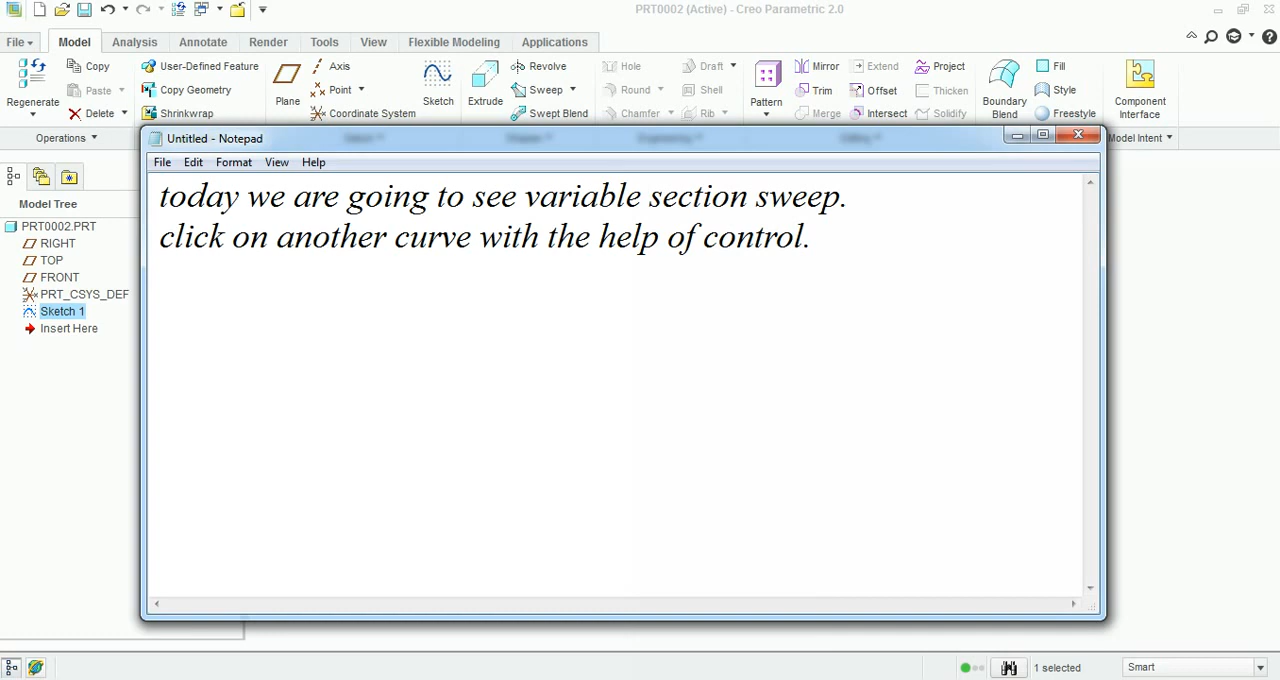 PRT0002 (Active) - Creo Parametric 2.0
File Model Analysis Annotate Render Tools View Flexible Modeling Applications
Regenerate Copy Paste Delete
User-Defined Feature Copy Geometry Shrinkwrap
Plane Axis Point Coordinate System
Sketch
Extrude Revolve Sweep Swept Blend
Hole Round Chamfer Draft Shell Rib
Pattern Mirror Trim Merge Extend Offset Intersect Project Thicken Solidify
Boundary Blend Fill Style Freestyle
Component Interface
Operations
Model Intent
Untitled - Notepad
File Edit Format View Help
today we are going to see variable section sweep.
click on another curve with the help of control.
Model Tree
PRT0002.PRT
RIGHT
TOP
FRONT
PRT_CSYS_DEF
Sketch 1
Insert Here
1 selected
Smart